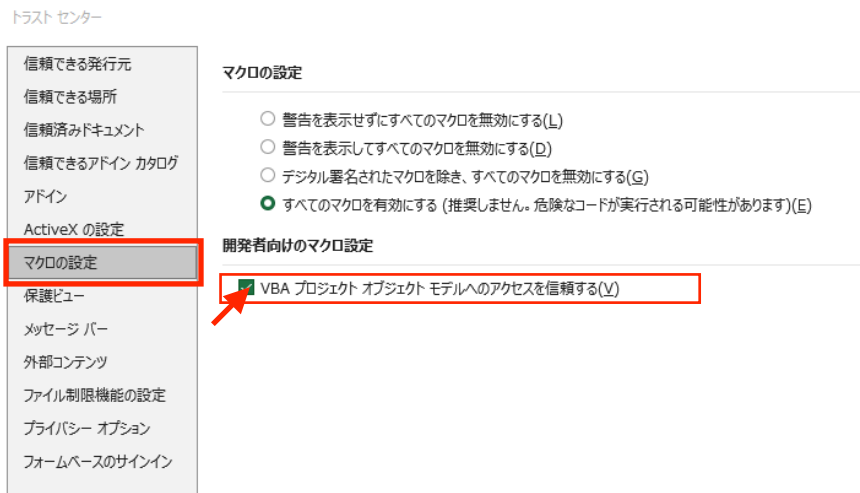 トラスト センター
信頼できる発行元
信頼できる場所
信頼済みドキュメント
信頼できるアドイン カタログ
アドイン
ActiveX の設定
マクロの設定
保護ビュー
メッセージ バー
外部コンテンツ
ファイル制限機能の設定
プライバシー オプション
フォームベースのサインイン
マクロの設定
警告を表示せずにすべてのマクロを無効にする(L)
警告を表示してすべてのマクロを無効にする(D)
デジタル署名されたマクロを除き、すべてのマクロを無効にする(G)
すべてのマクロを有効にする (推奨しません。危険なコードが実行される可能性があります)(E)
開発者向けのマクロ設定
VBA プロジェクト オブジェクト モデルへのアクセスを信頼する(V)